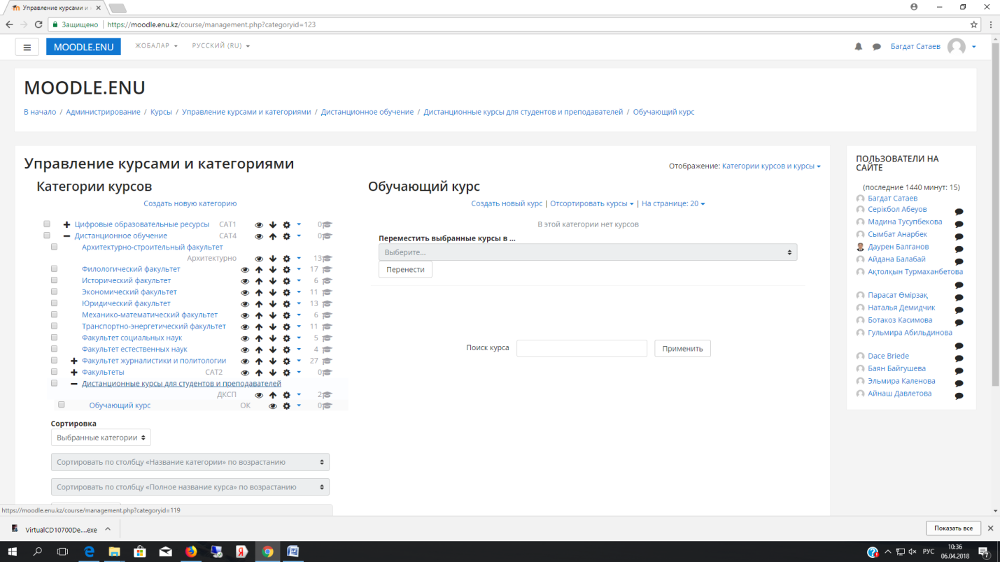 Управление курсами и
Защищено | https://moodle.enu.kz/course/management.php?categoryid=123
MOODLE.ENU ЖОБАЛАР РУССКИЙ (RU) Багдат Сатаев
MOODLE.ENU
В начало / Администрирование / Курсы / Управление курсами и категориями / Дистанционное обучение / Дистанционные курсы для студентов и преподавателей / Обучающий курс
Управление курсами и категориями
Отображение: Категории курсов и курсы
Категории курсов
Создать новую категорию
Цифровые образовательные ресурсы CAT1 0
Дистанционное обучение CAT4 0
Архитектурно-строительный факультет
Архитектурно 13
Филологический факультет 17
Исторический факультет 6
Экономический факультет 11
Юридический факультет 13
Механико-математический факультет 6
Транспортно-энергетический факультет 11
Факультет социальных наук 5
Факультет естественных наук 4
Факультет журналистики и политологии 27
Факультеты CAT2 0
Дистанционные курсы для студентов и преподавателей
ДКСП 2
Обучающий курс ОК 0
Сортировка
Выбранные категории
Сортировать по столбцу «Название категории» по возрастанию
Сортировать по столбцу «Полное название курса» по возрастанию
Обучающий курс
Создать новый курс | Отсортировать курсы | На странице: 20
В этой категории нет курсов
Переместить выбранные курсы в ...
Выберите...
Перенести
Поиск курса Применить
ПОЛЬЗОВАТЕЛИ НА
САЙТЕ
(последние 1440 минут: 15)
Багдат Сатаев
Серікбол Абеуов
Мадина Тусупбекова
Сымбат Анарбек
Даурен Балганов
Айдана Балабай
Ақтолқын Турмаханбетова
Парасат Өмірзақ
Наталья Демидчик
Ботакоз Касимова
Гульмира Абильдинова
Dace Briede
Баян Байгушева
Эльмира Каленова
Айнаш Давлетова
https://moodle.enu.kz/course/management.php?categoryid=119
VirtualCD10700De....exe
Показать все
РУС
10:36
06.04.2018
7